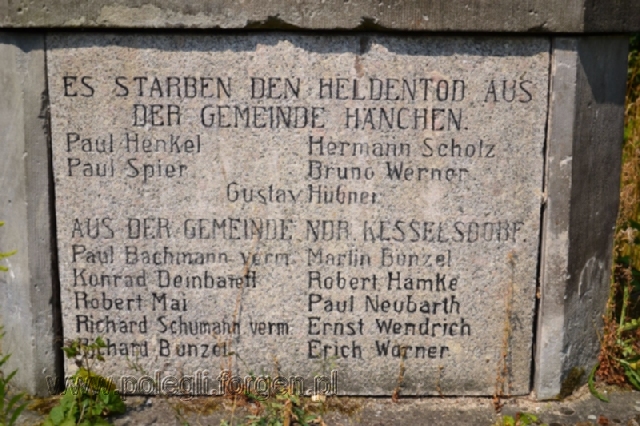 ES STARBEN DEN HELDENTOD AUS
DER GEMEINDE HÄNCHEN.
Paul Henkel Hermann Scholz
Paul Spier Bruno Werner
Gustav Hübner
AUS DER GEMEINDE NDR. KESSELSDORF.
Paul Bachmann verm. Martin Bunzel
Konrad Robert Hamke
Robert Mai Paul Neubarth
Richard Schumann verm. Ernst Wendrich
Richard Bunzel Erich Worner
www.polegli.forgen.pl